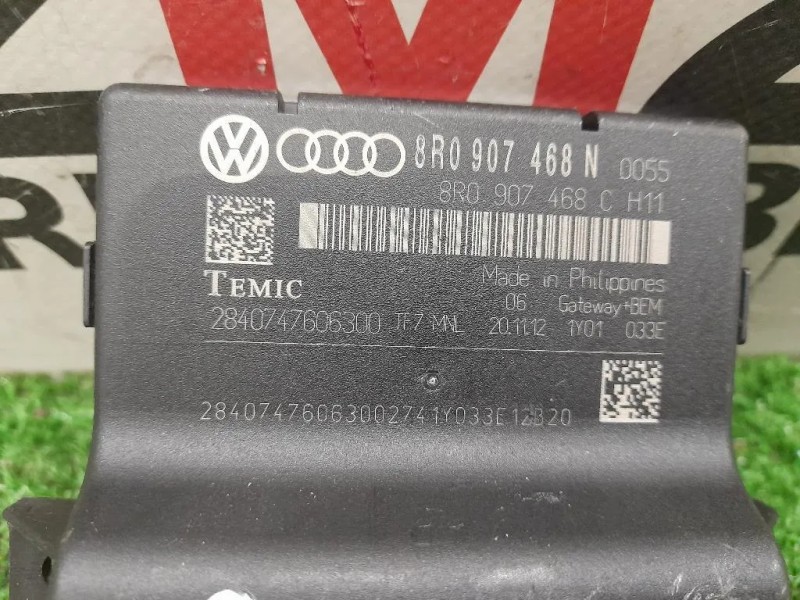 8R0 907 468 N 0055
8R0 907 468 C H11
Made in Philippines
TEMIC
06 Gateway+BEM
2840747606300 TF7 MNL 20.11.12 1Y01 033E
28407476063002741Y033E12B20